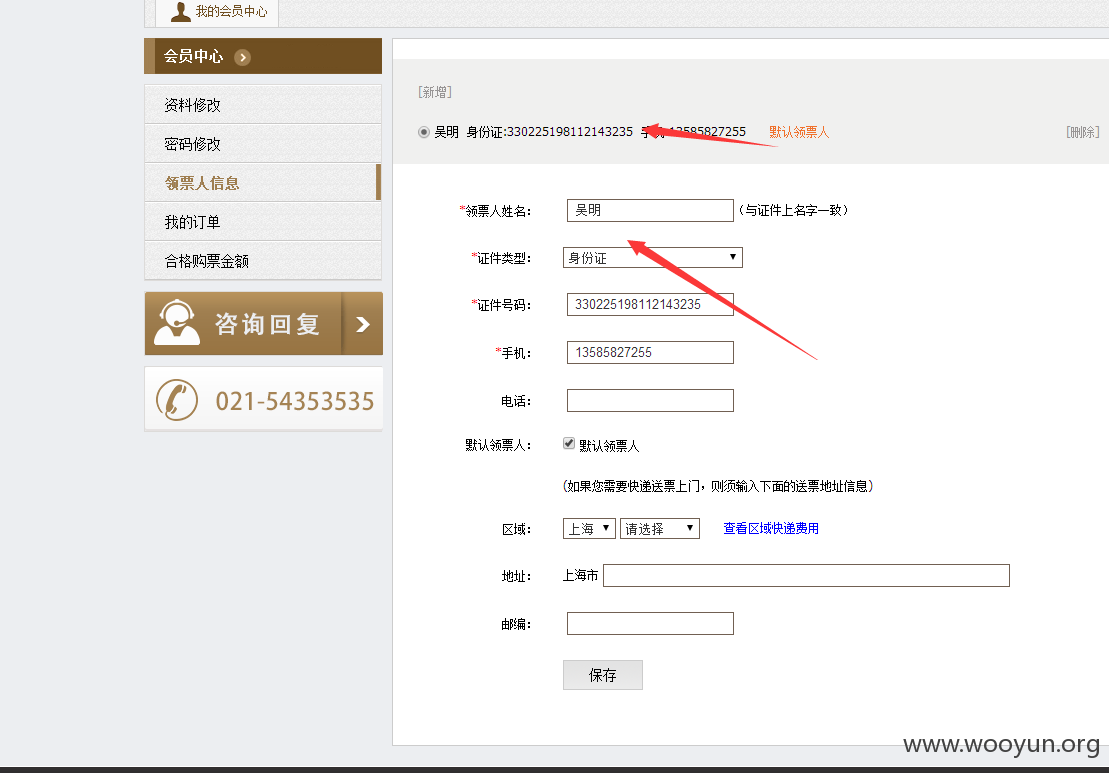 我的会员中心
会员中心
资料修改
密码修改
领票人信息
我的订单
合格购票金额
咨询回复
021-54353535
[新增]
吴明 身份证:330225198112143235 手机:13585827255 默认领票人 [删除]
*领票人姓名: 吴明 (与证件上名字一致)
*证件类型: 身份证
*证件号码: 330225198112143235
*手机: 13585827255
电话:
默认领票人: 默认领票人
(如果您需要快递送票上门,则须输入下面的送票地址信息)
区域: 上海 请选择 查看区域快递费用
地址: 上海市
邮编:
保存
www.wooyun.org